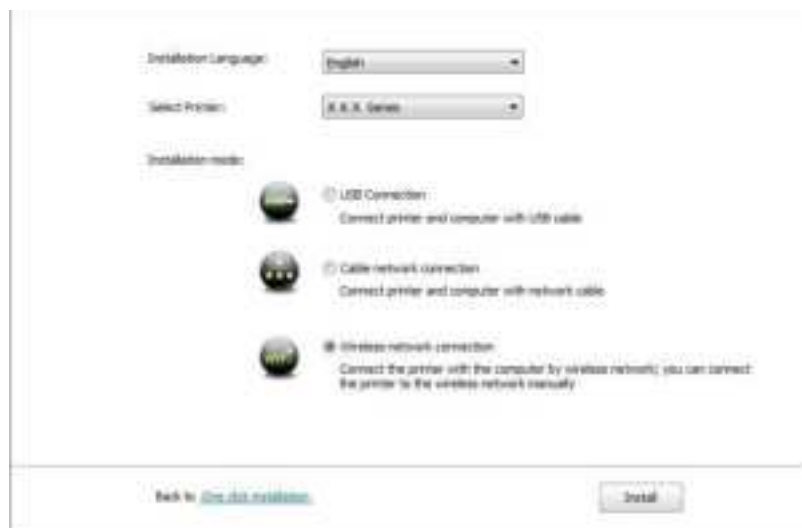 Installation Language: English
Select Printer: X X X Series
Installation mode:
USB Connection
Connect printer and computer with USB cable
Cable network connection
Connect printer and computer with network cable
Wireless network connection
Connect the printer with the computer by wireless network; you can connect
the printer to the wireless network manually
Back to One click installation
Install